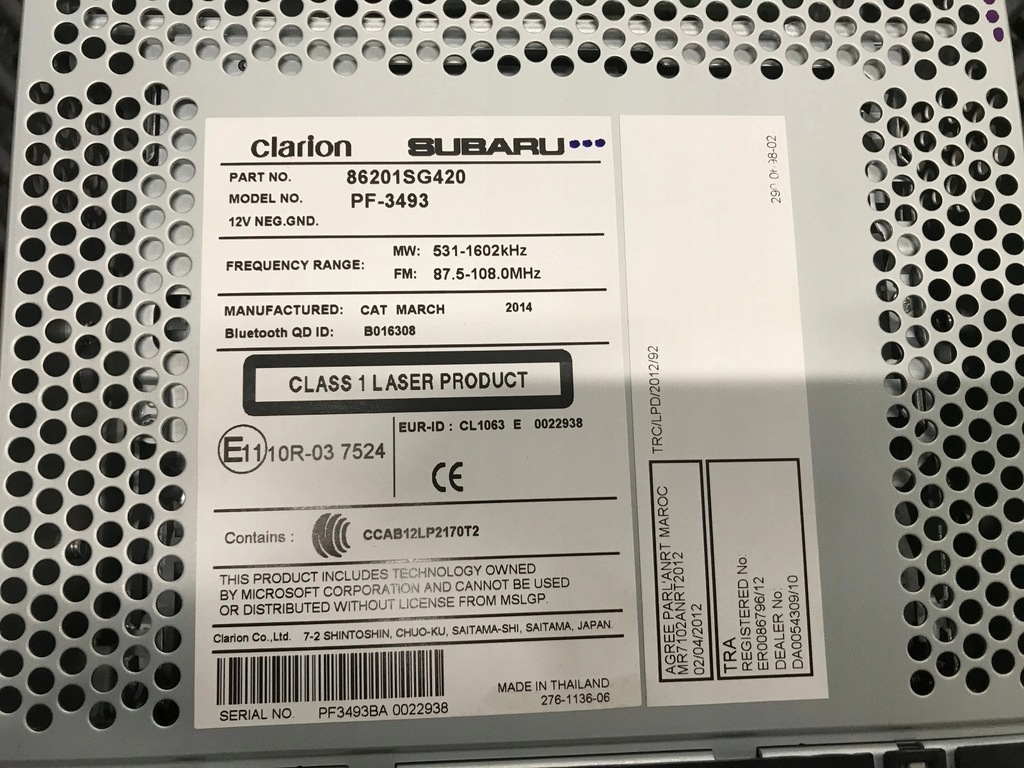 clarion SUBARU
PART NO. 86201SG420
MODEL NO. PF-3493
12V NEG.GND.
FREQUENCY RANGE: MW: 531-1602kHz
FM: 87.5-108.0MHz
MANUFACTURED: CAT MARCH 2014
Bluetooth QD ID: B016308
CLASS 1 LASER PRODUCT
E11 10R-03 7524
EUR-ID : CL1063 E 0022938
CE
Contains : CCAB12LP2170T2
THIS PRODUCT INCLUDES TECHNOLOGY OWNED
BY MICROSOFT CORPORATION AND CANNOT BE USED
OR DISTRIBUTED WITHOUT LICENSE FROM MSLGP.
Clarion Co.,Ltd. 7-2 SHINTOSHIN, CHUO-KU, SAITAMA-SHI, SAITAMA, JAPAN.
SERIAL NO. PF3493BA 0022938
MADE IN THAILAND
276-1136-06
TRC/LPD/2012/92
AGREE PARL'ANRT MAROC
MR7102ANRT2012
02/04/2012
TRA
REGISTERED No:
ER0086796/12
DEALER No:
DA0054309/10